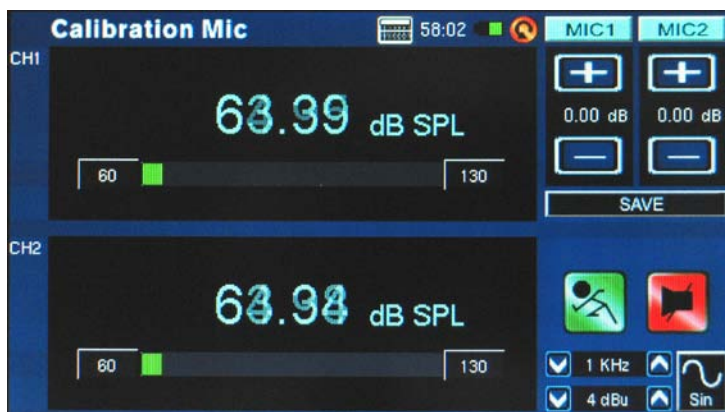 Calibration Mic 58:02 MIC1 MIC2
CH1
dB SPL
0.00 dB 0.00 dB
60 130
SAVE
CH2
dB SPL
60 130
1 KHz
4 dBu Sin